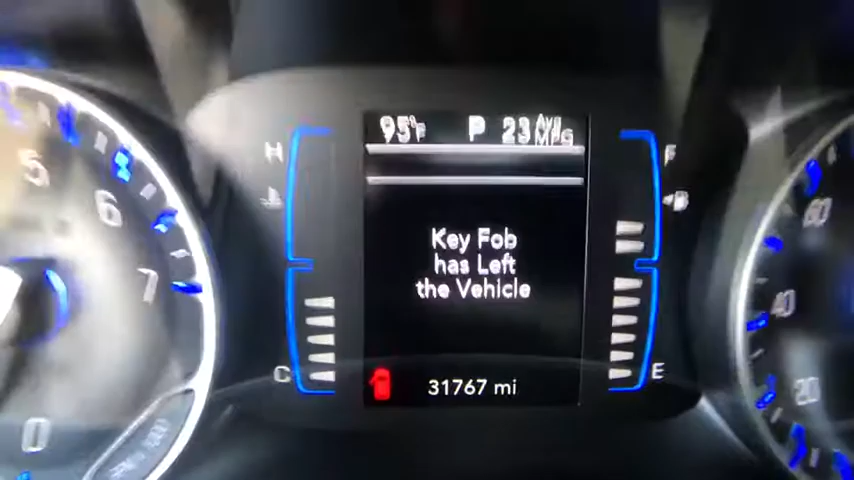 95°F P 23 Avg MPG
H F
5
6
7
0
Key Fob
has Left
the Vehicle
60
40
20
C E
31767 mi